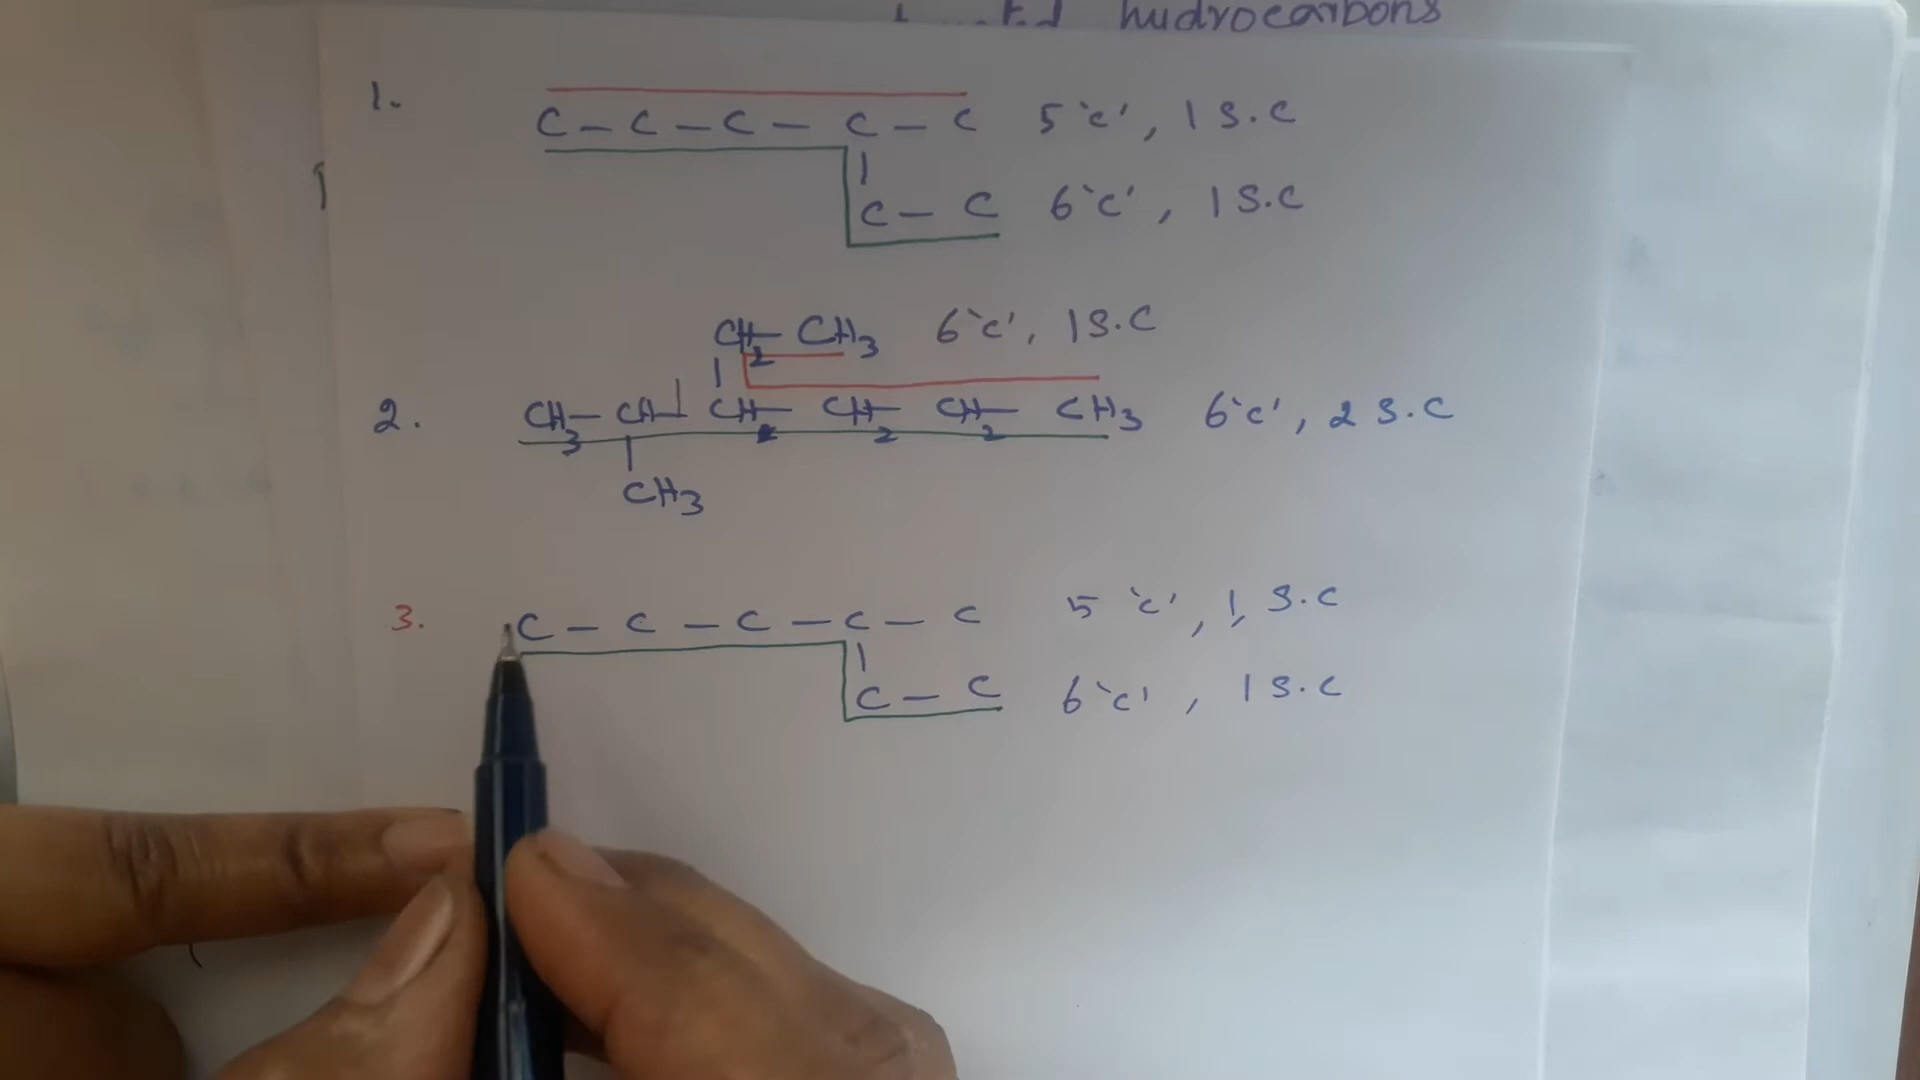 hydrocarbons
1. C - C - C - C - C 5 'c', 1 S.C
|
C - C 6 'c', 1 S.C
CH2 - CH3 6 'c', 1 S.C
|
2. CH3 - CH - CH - CH2 - CH2 - CH3 6 'c', 2 S.C
|
CH3
3. C - C - C - C - C 5 'c', 1, S.C
|
C - C 6 'c', 1 S.C